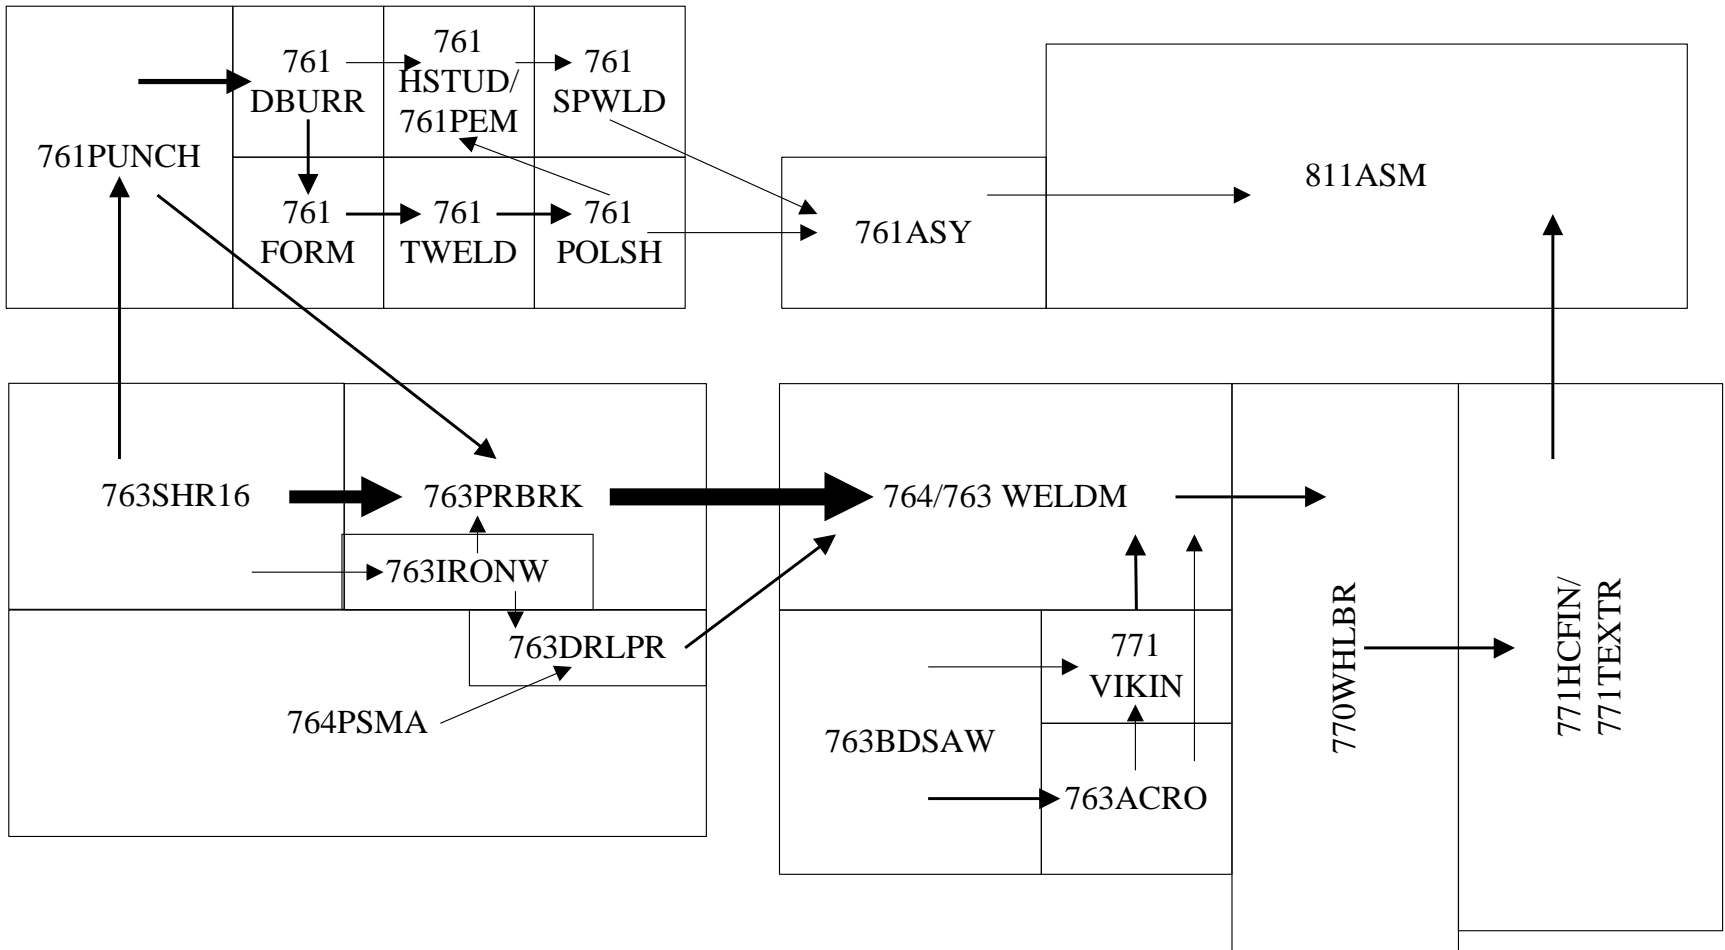 761PUNCH
761
DBURR
761
HSTUD/
761PEM
761
SPWLD
761
FORM
761
TWELD
761
POLSH
761ASY
811ASM
763SHR16
763PRBRK
763IRONW
763DRLPR
764PSMA
764/763 WELDM
771
VIKIN
763BDSAW
763ACRO
770WHLBR
771HCFIN/
771TEXTR